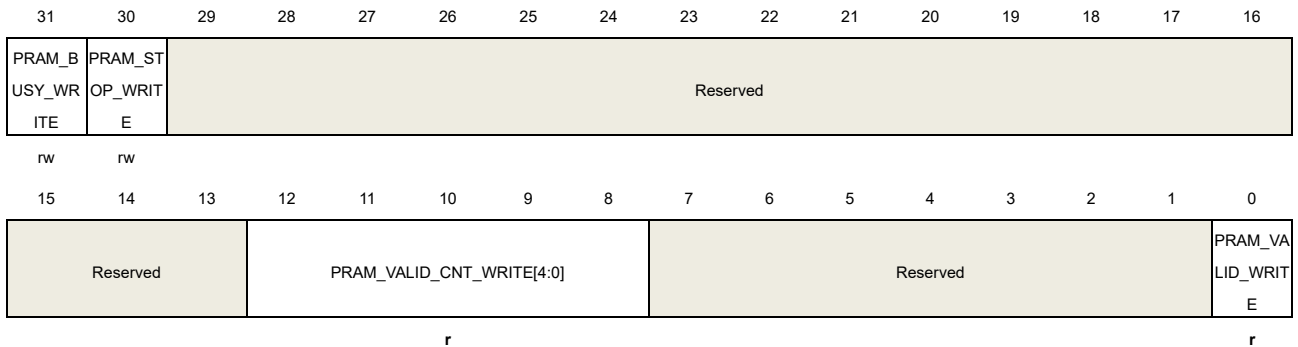 31 30 29 28 27 26 25 24 23 22 21 20 19 18 17 16
PRAM_B PRAM_ST
USY_WR OP_WRIT Reserved
ITE E
rw rw
15 14 13 12 11 10 9 8 7 6 5 4 3 2 1 0
PRAM_VA
Reserved PRAM_VALID_CNT_WRITE[4:0] Reserved LID_WRIT
E
r r